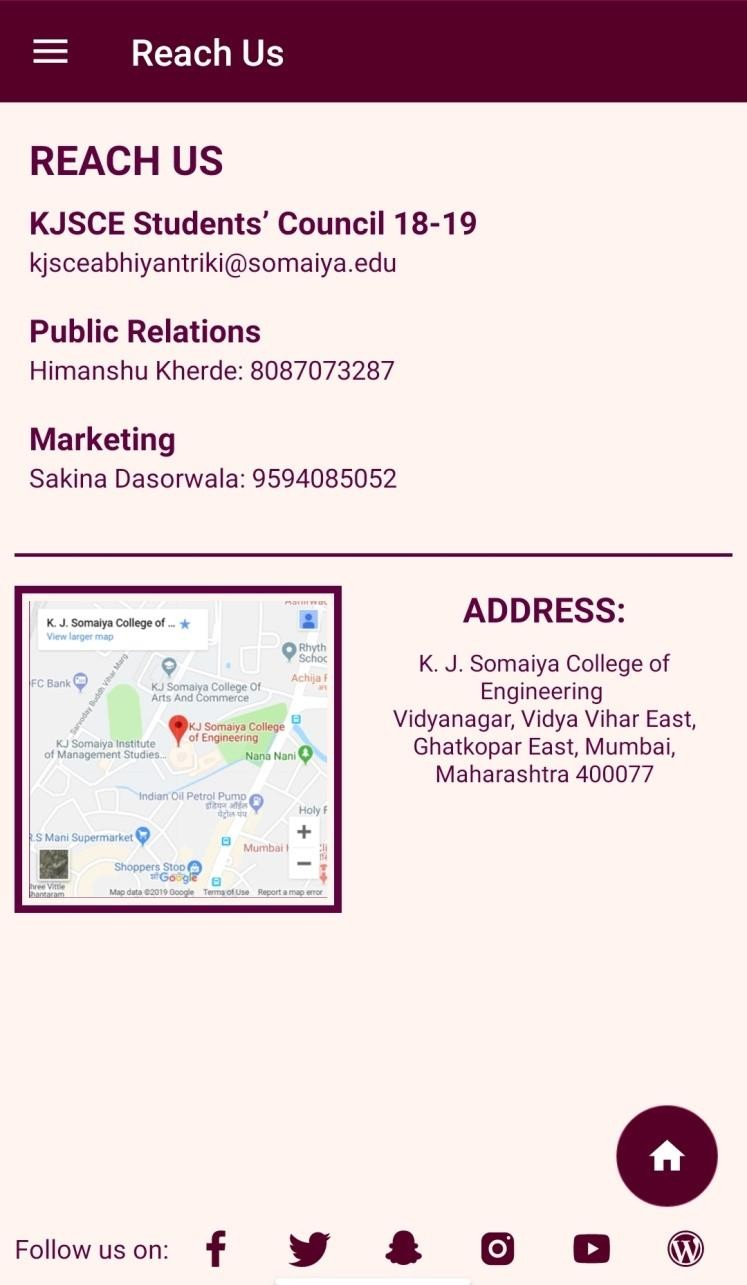 Reach Us
REACH US
KJSCE Students’ Council 18-19
kjsceabhiyantriki@somaiya.edu
Public Relations
Himanshu Kherde: 8087073287
Marketing
Sakina Dasorwala: 9594085052
K. J. Somaiya College of ...
View larger map
Rhyth
Schoo
FC Bank
Sarvoday Buddh Vihar Marg
KJ Somaiya College Of
Arts And Commerce
Achija F
KJ Somaiya College
of Engineering
KJ Somaiya Institute
of Management Studies...
Nana Nani
Indian Oil Petrol Pump
इंडियन ऑईल
पेट्रोल पंप
Holy F
R.S Mani Supermarket
Mumbai
Shoppers Stop
Google
hree Vittle
hantaram
Map data ©2019 Google Terms of Use Report a map error
ADDRESS:
K. J. Somaiya College of
Engineering
Vidyanagar, Vidya Vihar East,
Ghatkopar East, Mumbai,
Maharashtra 400077
Follow us on: